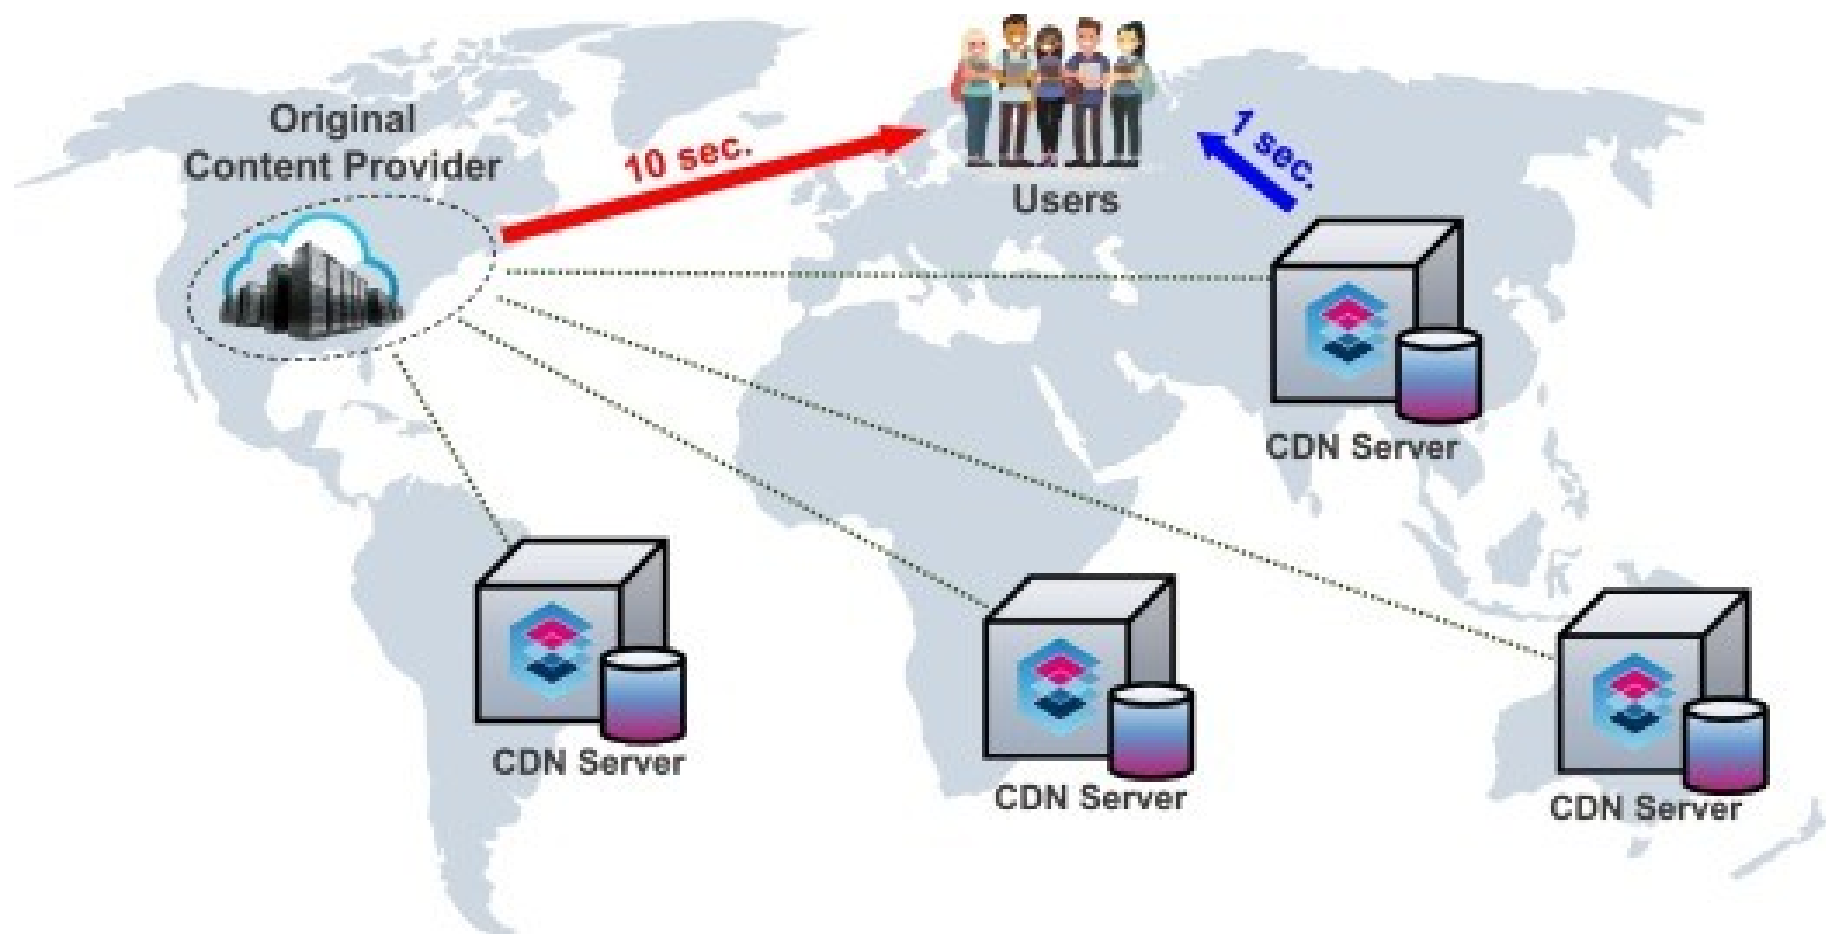 Original
Content Provider
10 sec.
Users
1 sec.
CDN Server
CDN Server
CDN Server
CDN Server